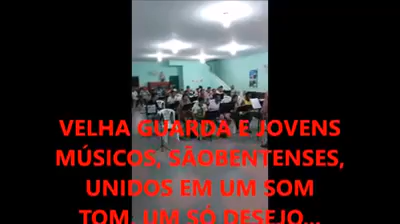 VELHA GUARDA E JOVENS
MÚSICOS, SÃOBENTENSES,
UNIDOS EM UM SOM
TOM, UM SÓ DESEJO...